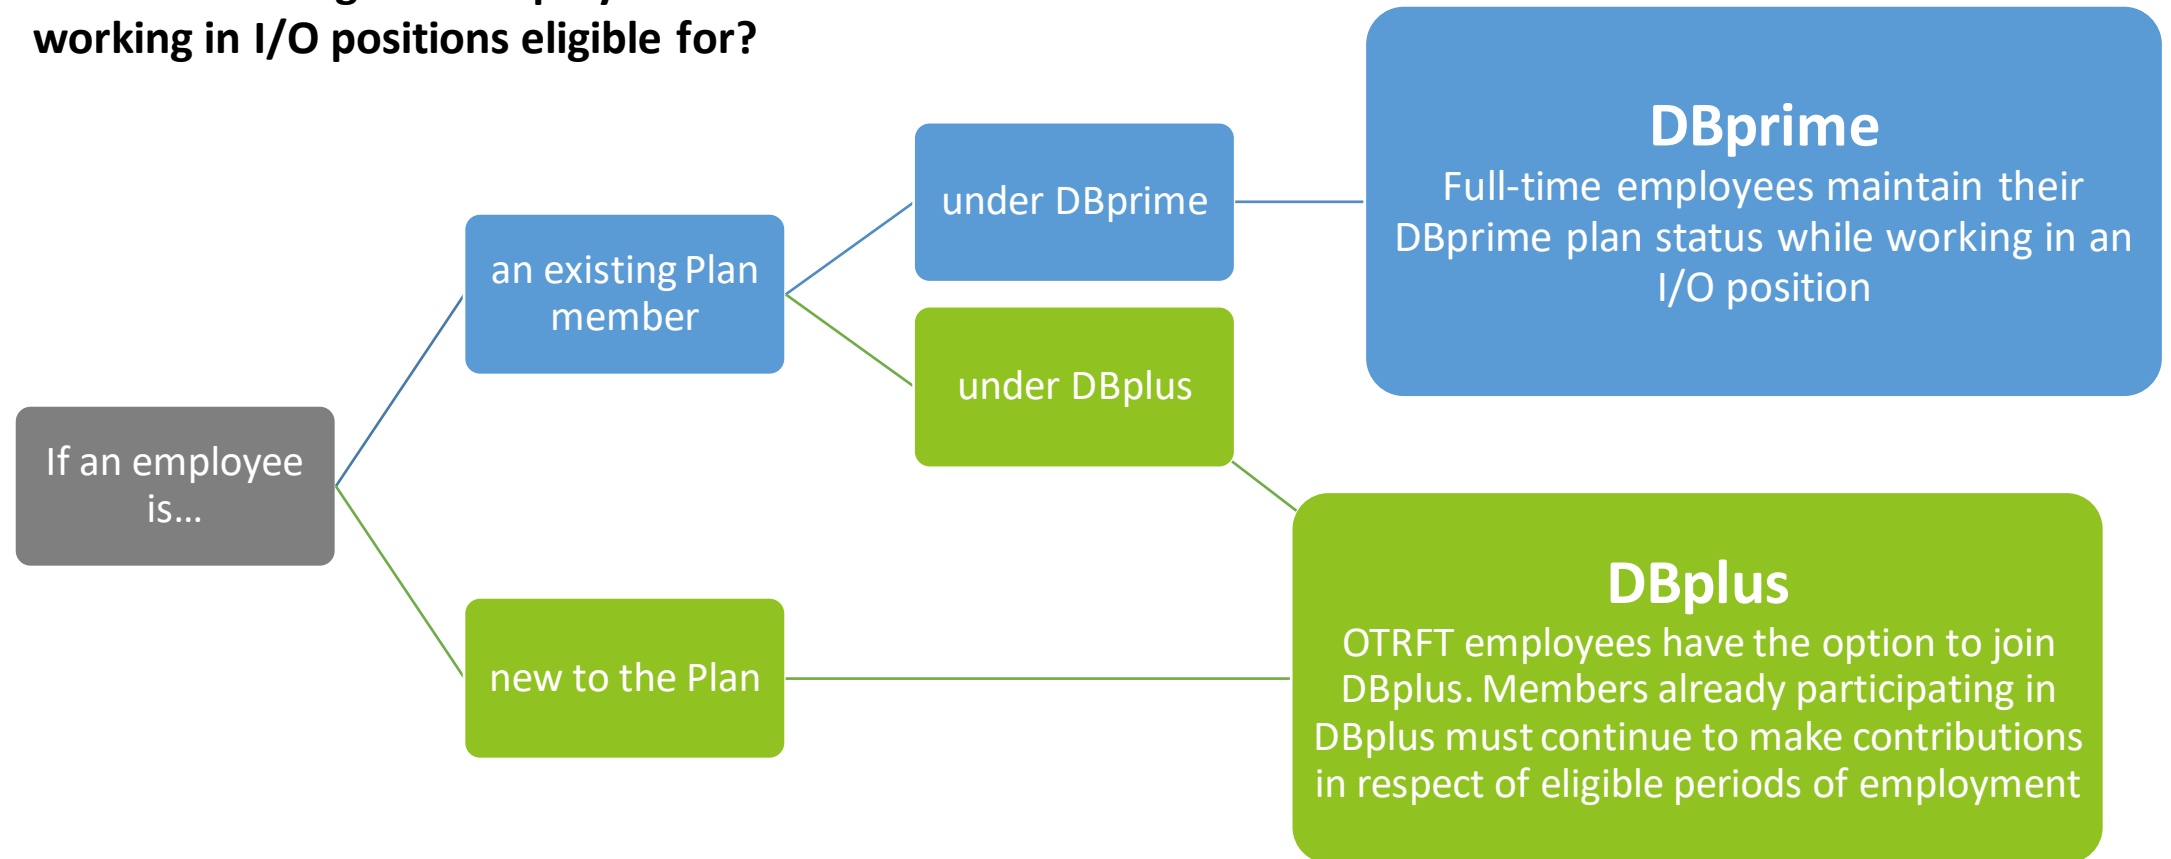 working in I/O positions eligible for?
DBprime
Full-time employees maintain their
DBprime plan status while working in an
I/O position
under DBprime
an existing Plan
member
under DBplus
If an employee
is...
new to the Plan
DBplus
OTRFT employees have the option to join
DBplus. Members already participating in
DBplus must continue to make contributions
in respect of eligible periods of employment